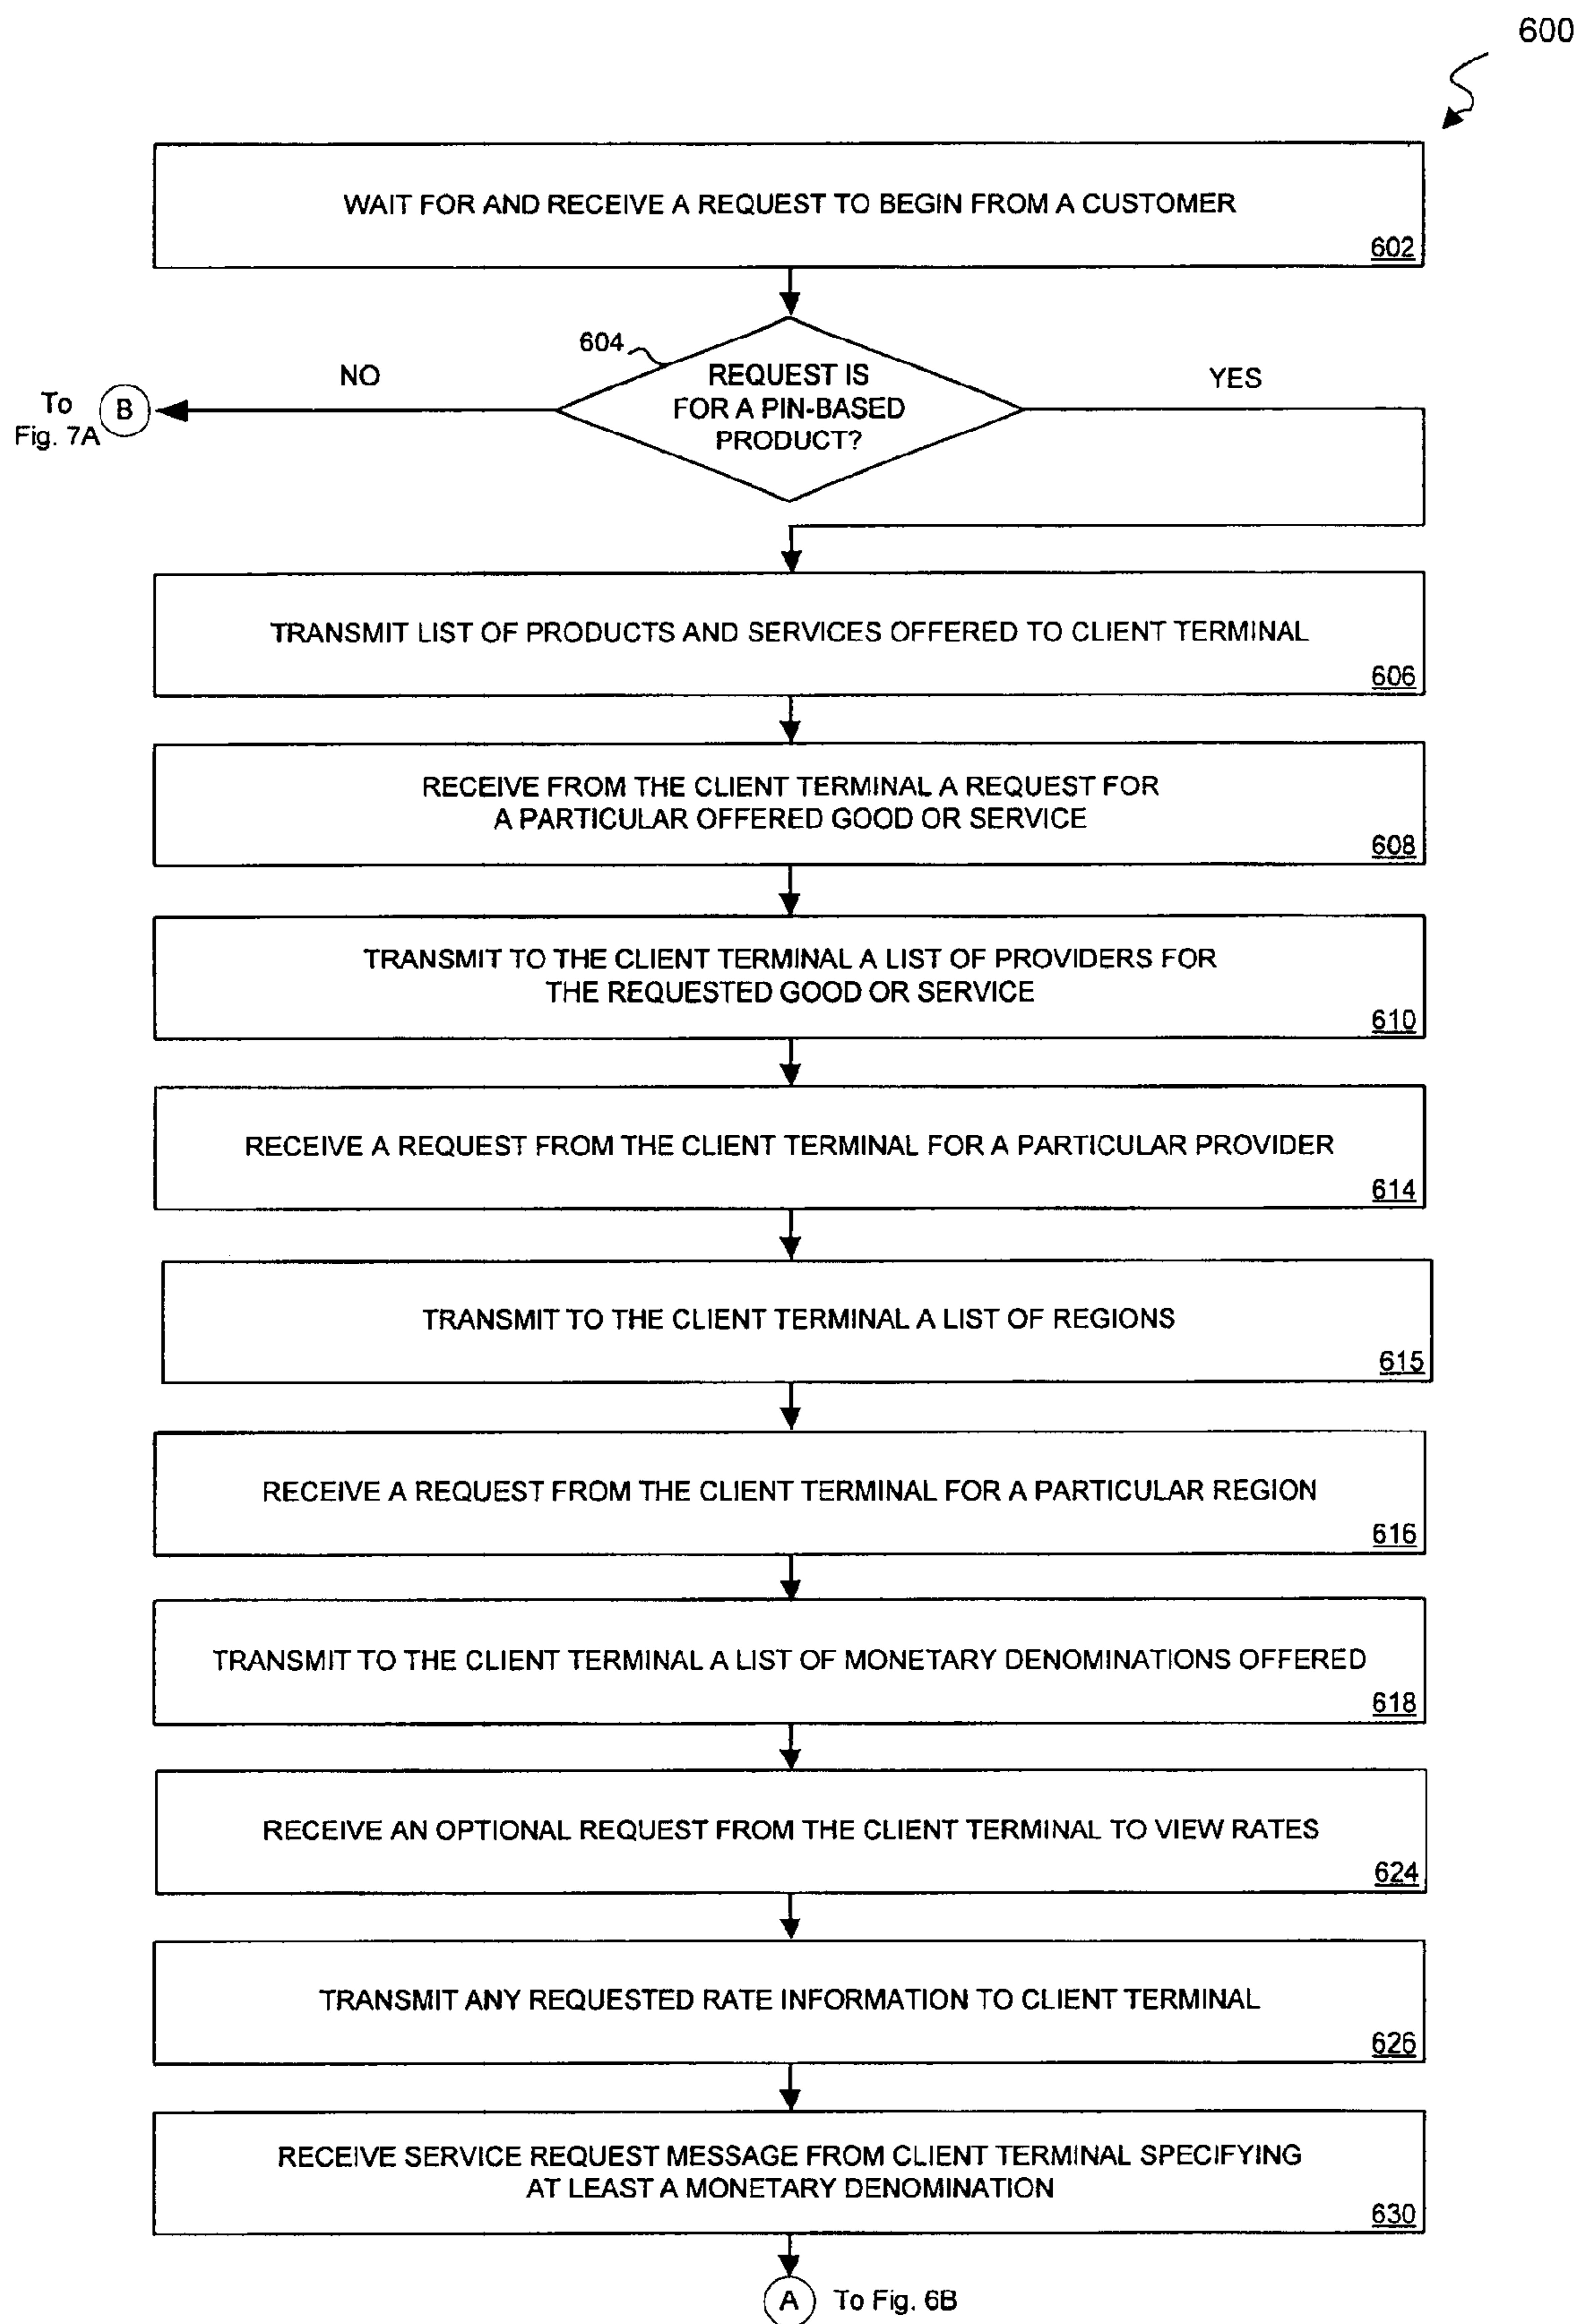 600
WAIT FOR AND RECEIVE A REQUEST TO BEGIN FROM A CUSTOMER
602
604
NO
REQUEST IS
FOR A PIN-BASED
PRODUCT?
YES
To
Fig. 7A
B
TRANSMIT LIST OF PRODUCTS AND SERVICES OFFERED TO CLIENT TERMINAL
606
RECEIVE FROM THE CLIENT TERMINAL A REQUEST FOR
A PARTICULAR OFFERED GOOD OR SERVICE
608
TRANSMIT TO THE CLIENT TERMINAL A LIST OF PROVIDERS FOR
THE REQUESTED GOOD OR SERVICE
610
RECEIVE A REQUEST FROM THE CLIENT TERMINAL FOR A PARTICULAR PROVIDER
614
TRANSMIT TO THE CLIENT TERMINAL A LIST OF REGIONS
615
RECEIVE A REQUEST FROM THE CLIENT TERMINAL FOR A PARTICULAR REGION
616
TRANSMIT TO THE CLIENT TERMINAL A LIST OF MONETARY DENOMINATIONS OFFERED
618
RECEIVE AN OPTIONAL REQUEST FROM THE CLIENT TERMINAL TO VIEW RATES
624
TRANSMIT ANY REQUESTED RATE INFORMATION TO CLIENT TERMINAL
626
RECEIVE SERVICE REQUEST MESSAGE FROM CLIENT TERMINAL SPECIFYING
AT LEAST A MONETARY DENOMINATION
630
A To Fig. 6B